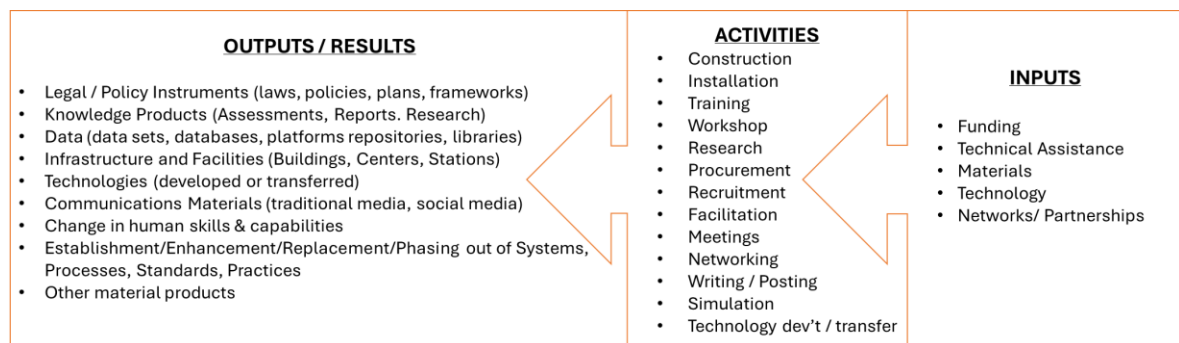 OUTPUTS / RESULTS
• Legal / Policy Instruments (laws, policies, plans, frameworks)
• Knowledge Products (Assessments, Reports. Research)
• Data (data sets, databases, platforms repositories, libraries)
• Infrastructure and Facilities (Buildings, Centers, Stations)
• Technologies (developed or transferred)
• Communications Materials (traditional media, social media)
• Change in human skills & capabilities
• Establishment/Enhancement/Replacement/Phasing out of Systems,
Processes, Standards, Practices
• Other material products
ACTIVITIES
• Construction
• Installation
• Training
• Workshop
• Research
• Procurement
• Recruitment
• Facilitation
• Meetings
• Networking
• Writing / Posting
• Simulation
• Technology dev't / transfer
INPUTS
• Funding
• Technical Assistance
• Materials
• Technology
• Networks/ Partnerships